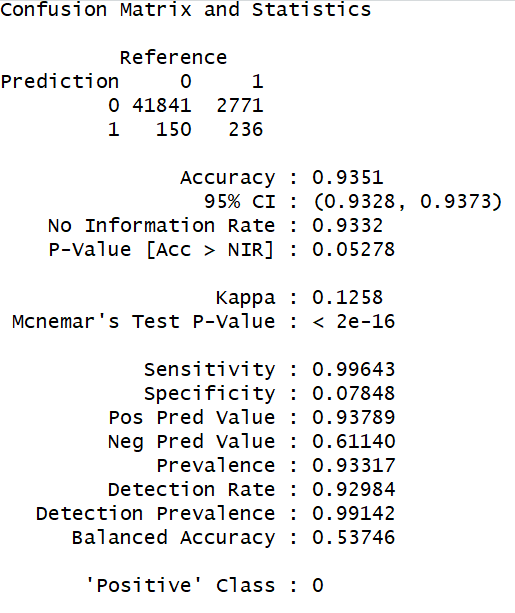 Confusion Matrix and Statistics
Reference
Prediction 0 1
0 41841 2771
1 150 236
Accuracy : 0.9351
95% CI : (0.9328, 0.9373)
No Information Rate : 0.9332
P-Value [Acc > NIR] : 0.05278
Kappa : 0.1258
Mcnemar's Test P-Value : < 2e-16
Sensitivity : 0.99643
Specificity : 0.07848
Pos Pred Value : 0.93789
Neg Pred Value : 0.61140
Prevalence : 0.93317
Detection Rate : 0.92984
Detection Prevalence : 0.99142
Balanced Accuracy : 0.53746
'Positive' Class : 0